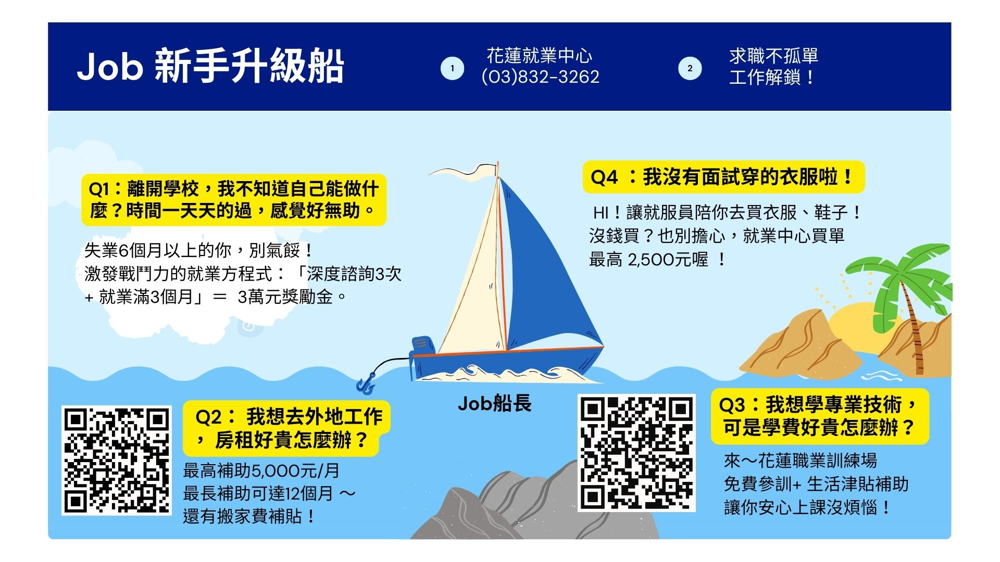 Job 新手升級船
1
花蓮就業中心
(03)832-3262
2
求職不孤單
工作解鎖！
Q1：離開學校，我不知道自己能做什
麼？時間一天天的過，感覺好無助。
失業6個月以上的你，別氣餒！
激發戰鬥力的就業方程式：「深度諮詢3次
+ 就業滿3個月」＝ 3萬元獎勵金。
Q4 ：我沒有面試穿的衣服啦！
HI！讓就服員陪你去買衣服、鞋子！
沒錢買？也別擔心，就業中心買單
最高 2,500元喔 ！
Job船長
Q2： 我想去外地工作
， 房租好貴怎麼辦？
最高補助5,000元/月
最長補助可達12個月 ～
還有搬家費補貼！
Q3：我想學專業技術，
可是學費好貴怎麼辦？
來～花蓮職業訓練場
免費參訓+ 生活津貼補助
讓你安心上課沒煩惱！